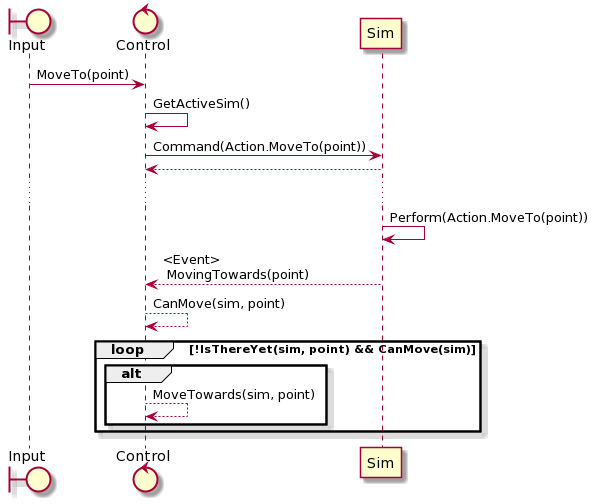 Input
Control
Sim
MoveTo(point)
GetActiveSim()
Command(Action.MoveTo(point))
Perform(Action.MoveTo(point))
<Event>
MovingTowards(point)
CanMove(sim, point)
loop [!IsThereYet(sim, point) && CanMove(sim)]
alt
MoveTowards(sim, point)
Input
Control
Sim